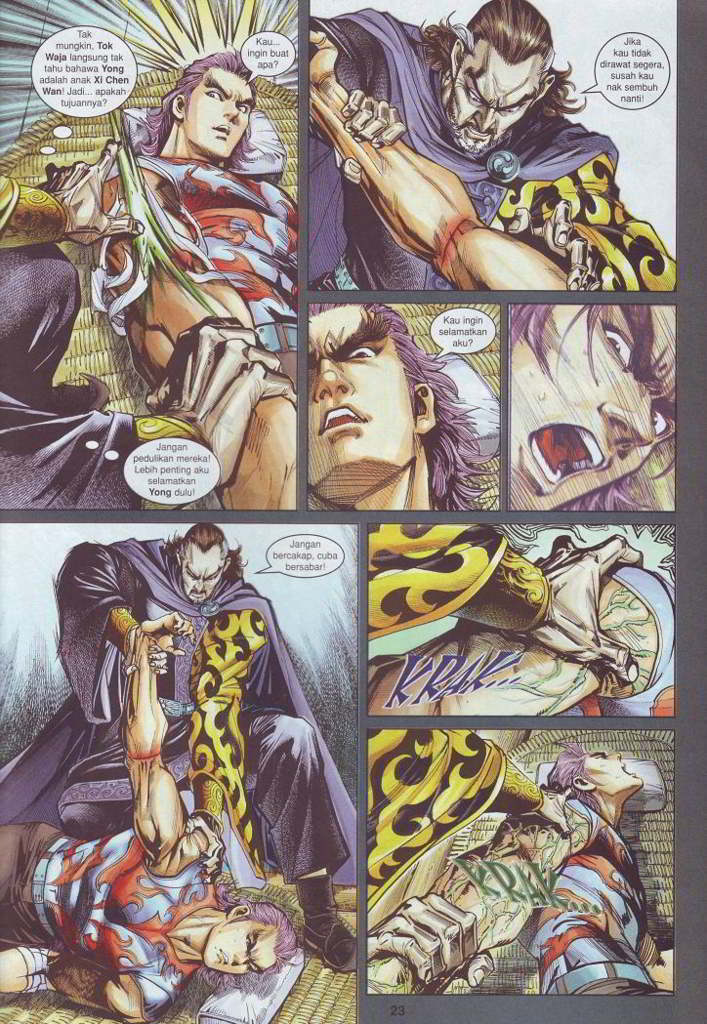 Tak
mungkin, Tok
Waja langsung tak
tahu bahawa Yong
adalah anak Xi Chen
Wan! Jadi... apakah
tujuannya?
Kau...
ingin buat
apa?
Jika
kau tidak
dirawat segera,
susah kau
nak sembuh
nanti!
Jangan
pedulikan mereka!
Lebih penting aku
selamatkan
Yong dulu!
Kau ingin
selamatkan
aku?
Jangan
bercakap, cuba
bersabar!
KRAK...
KRAK...
23